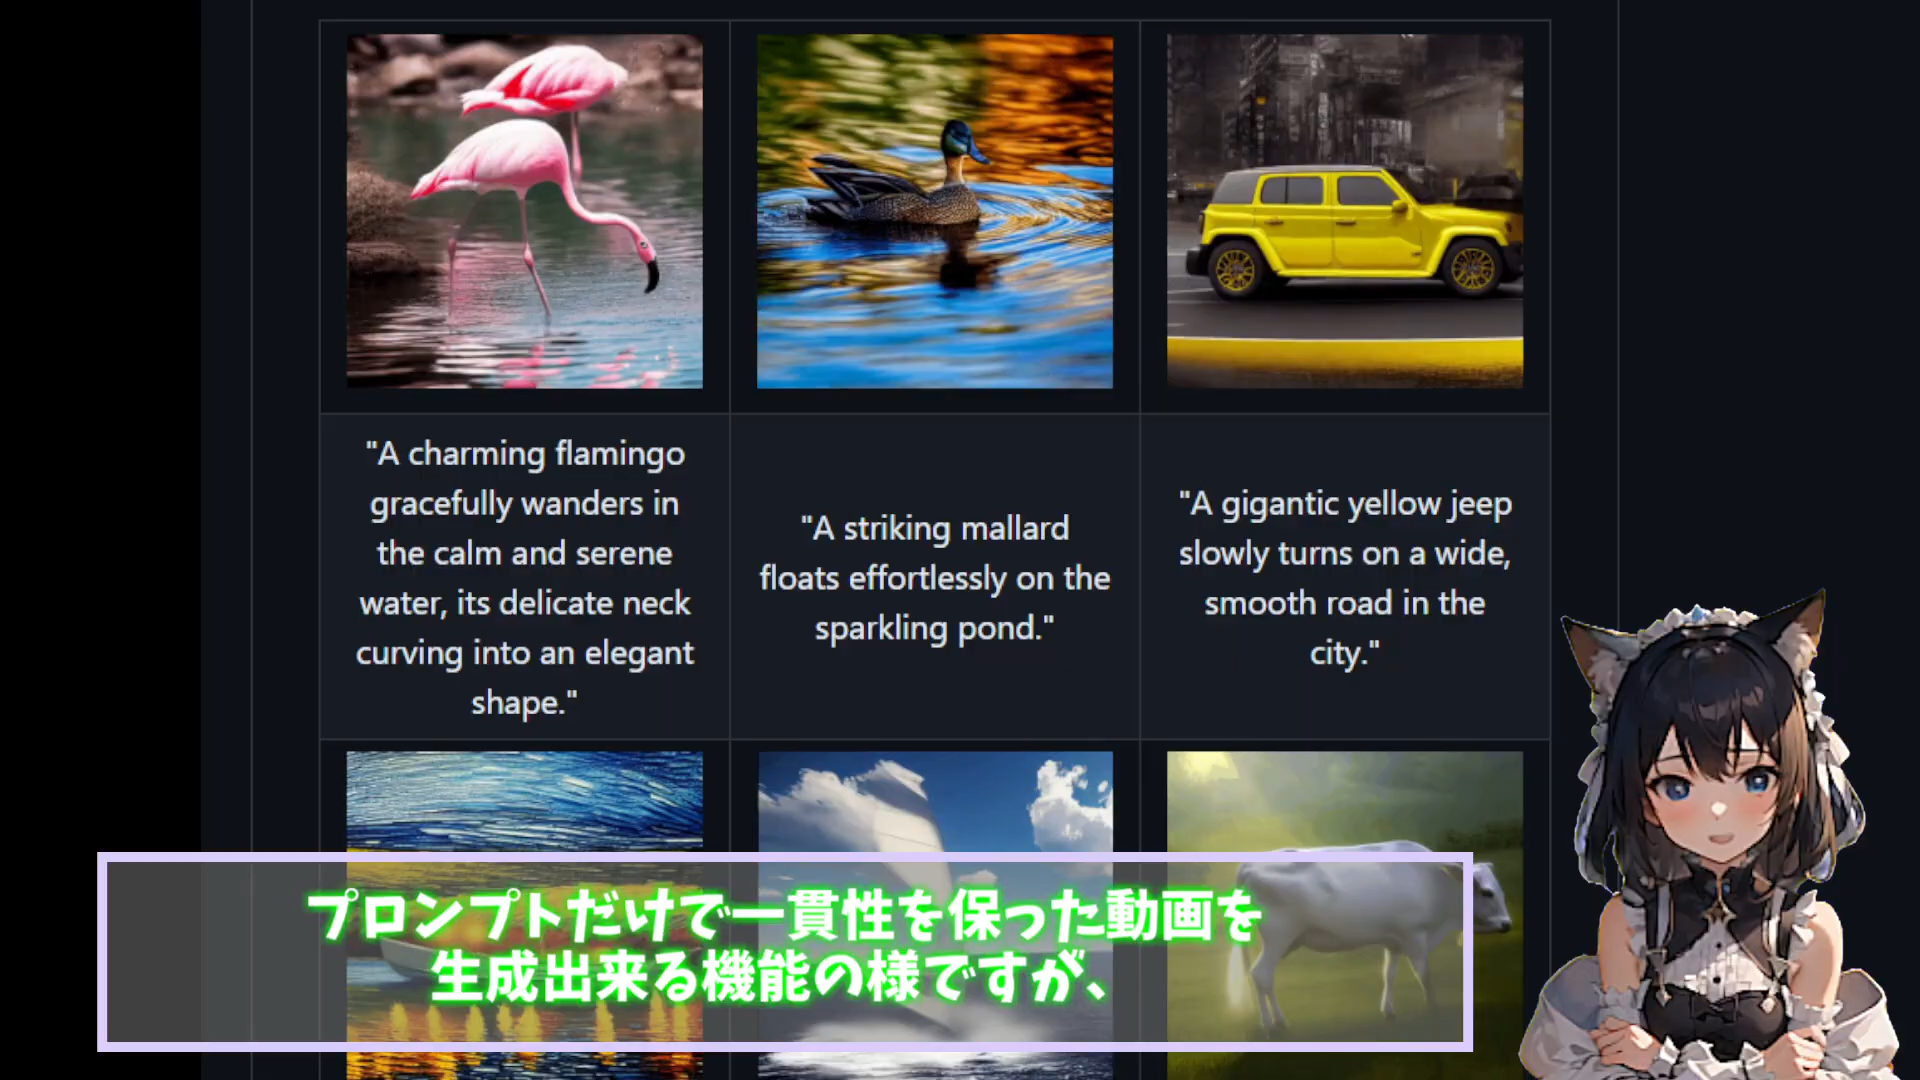 "A charming flamingo
gracefully wanders in
the calm and serene
water, its delicate neck
curving into an elegant
shape."
"A striking mallard
floats effortlessly on the
sparkling pond."
"A gigantic yellow jeep
slowly turns on a wide,
smooth road in the
city."
プロンプトだけで一貫性を保った動画を
生成出来る機能の様ですが、